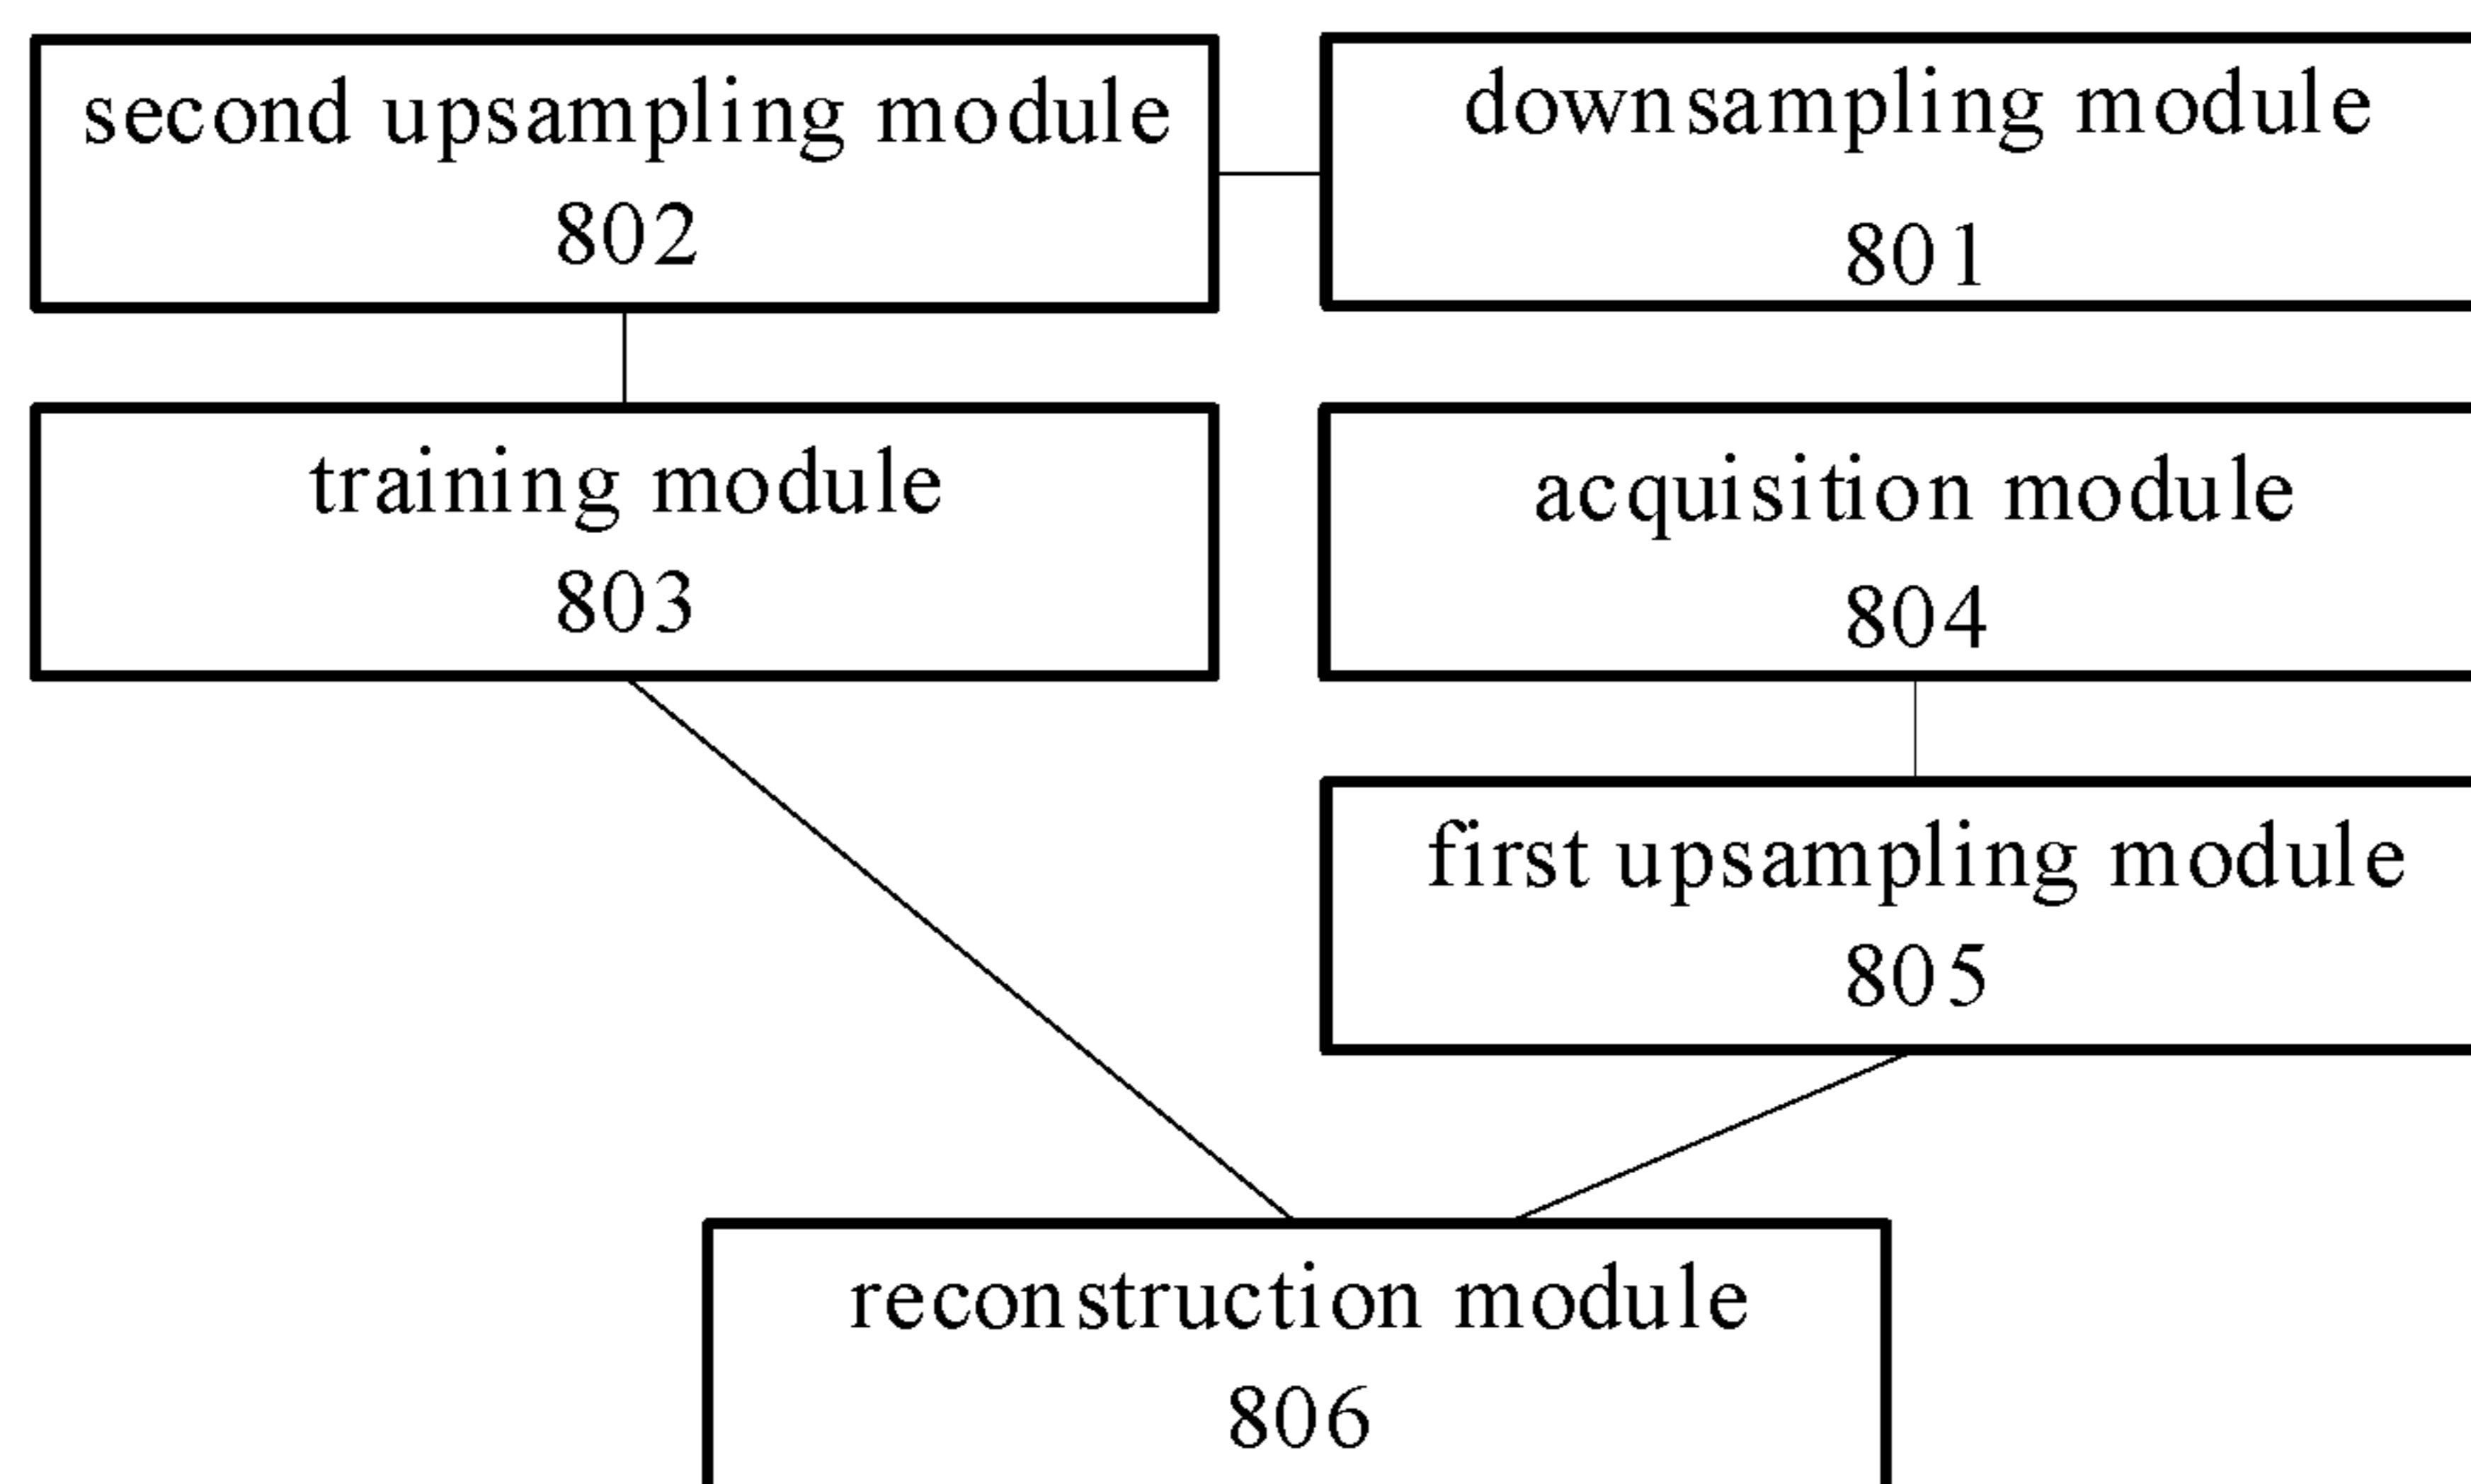 second upsampling module
802
downsampling module
801
training module
803
acquisition module
804
first upsampling module
805
reconstruction module
806